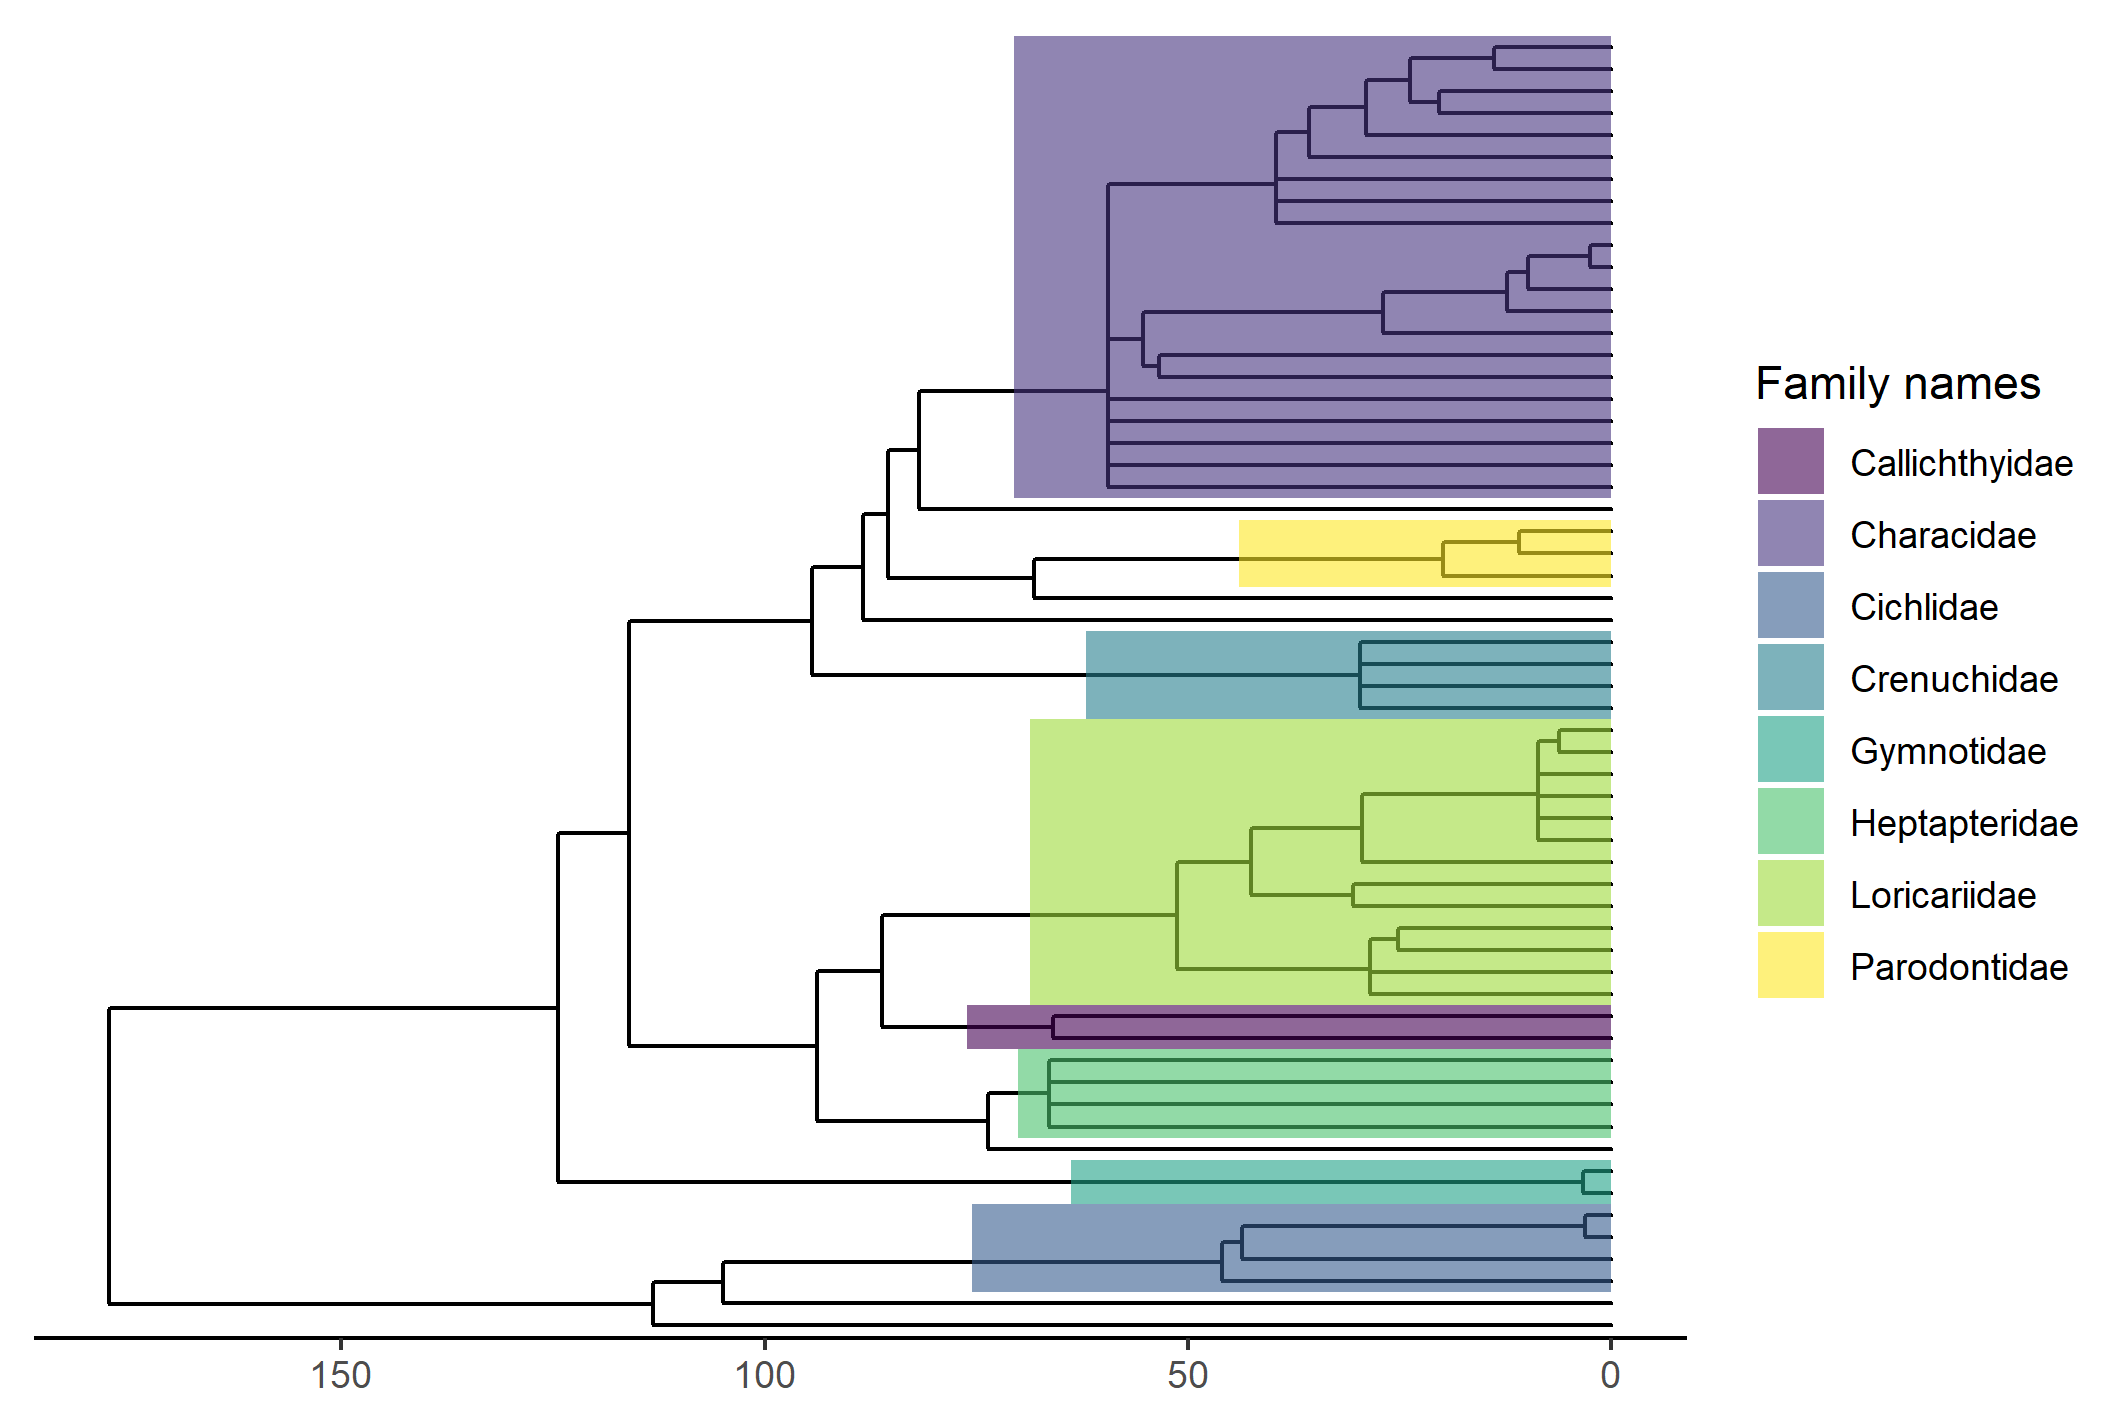 Family names
Callichthyidae
Characidae
Cichlidae
Crenuchidae
Gymnotidae
Heptapteridae
Loricariidae
Parodontidae
150 100 50 0